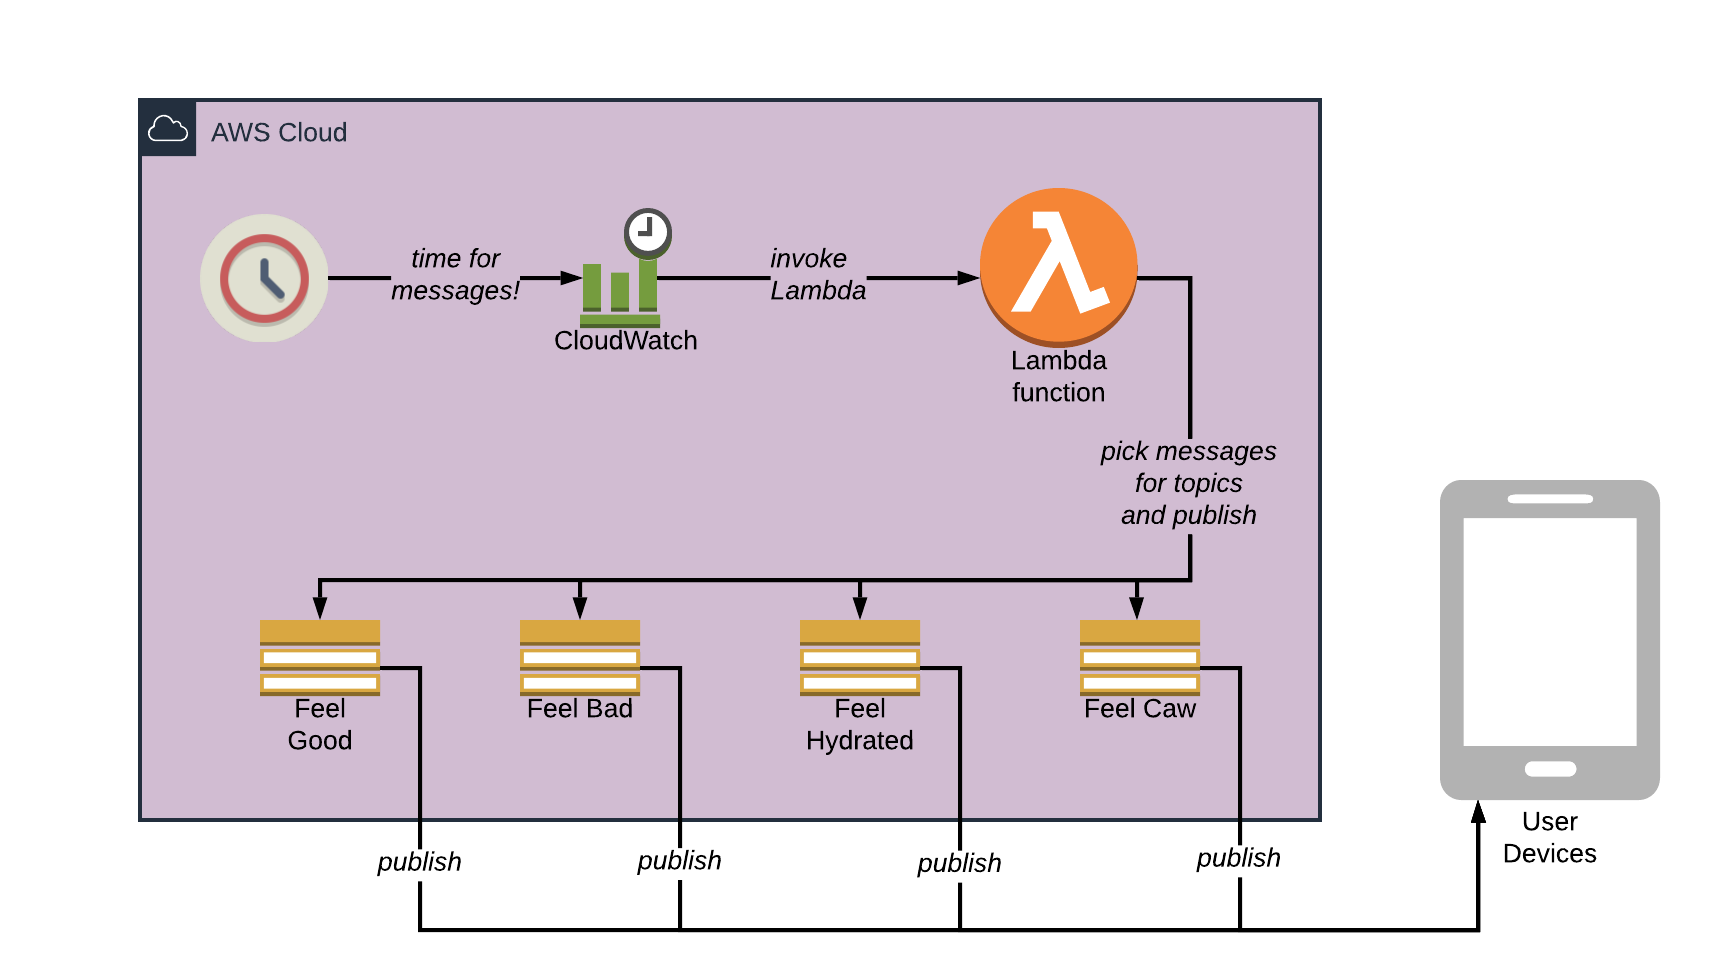 AWS Cloud
time for
messages!
CloudWatch
invoke
Lambda
Lambda
function
pick messages
for topics
and publish
Feel
Good
Feel Bad
Feel
Hydrated
Feel Caw
publish
publish
publish
publish
User
Devices